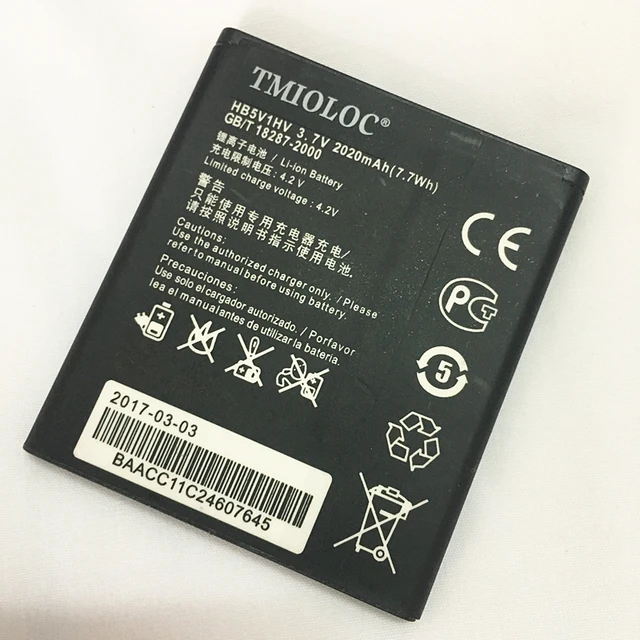 TMIOLOC®
HB5V1HV 3.7V 2020mAh(7.7Wh)
GB/T 18287-2000
锂离子电池 / Li-ion Battery
充电限制电压: 4.2V
Limited charge voltage: 4.2V
警告
只能使用专用充电器充电/
请按照说明书指示使用电池.
Cautions:
Use the authorized charger only. /Please
refer to manual before using battery.
Precauciones:
Use solo el cargador autorizado. /Porfavor
lea el manualantes de utilizar la bateria.
CE
PCT
5
2017-03-03
BAACC11C24607645